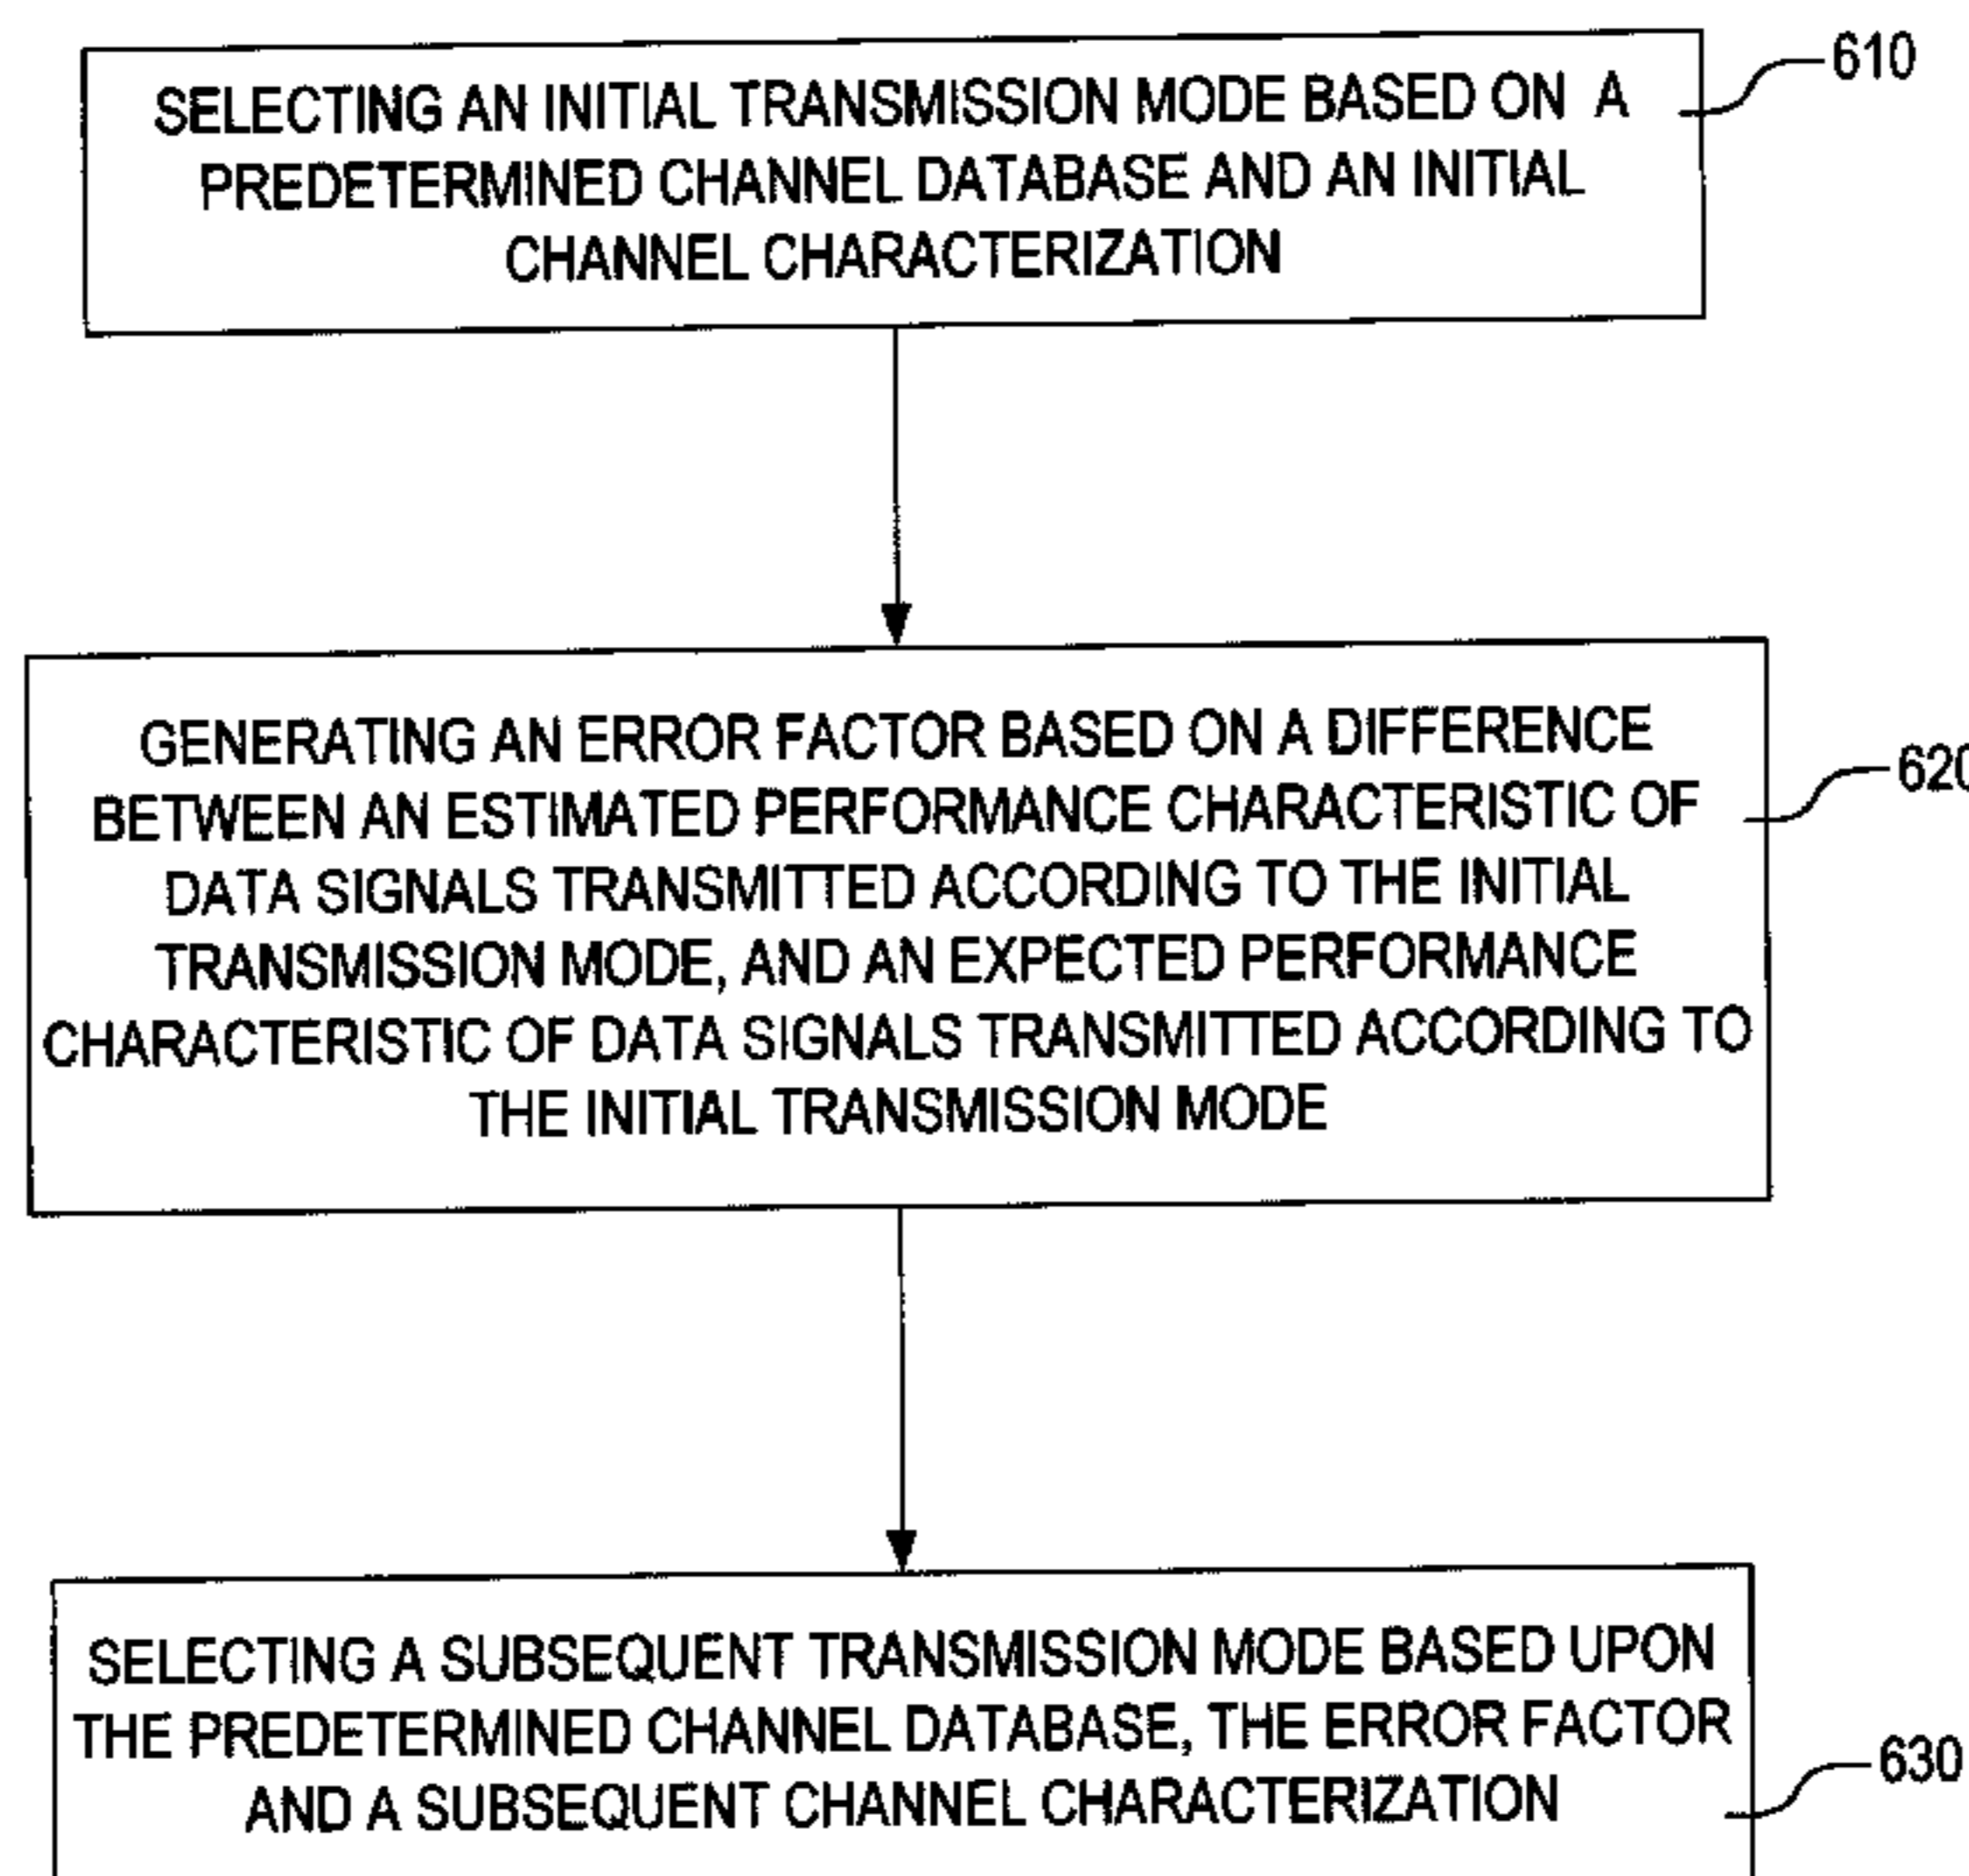 SELECTING AN INITIAL TRANSMISSION MODE BASED ON A
PREDETERMINED CHANNEL DATABASE AND AN INITIAL
CHANNEL CHARACTERIZATION
610
GENERATING AN ERROR FACTOR BASED ON A DIFFERENCE
BETWEEN AN ESTIMATED PERFORMANCE CHARACTERISTIC OF
DATA SIGNALS TRANSMITTED ACCORDING TO THE INITIAL
TRANSMISSION MODE, AND AN EXPECTED PERFORMANCE
CHARACTERISTIC OF DATA SIGNALS TRANSMITTED ACCORDING TO
THE INITIAL TRANSMISSION MODE
620
SELECTING A SUBSEQUENT TRANSMISSION MODE BASED UPON
THE PREDETERMINED CHANNEL DATABASE, THE ERROR FACTOR
AND A SUBSEQUENT CHANNEL CHARACTERIZATION
630